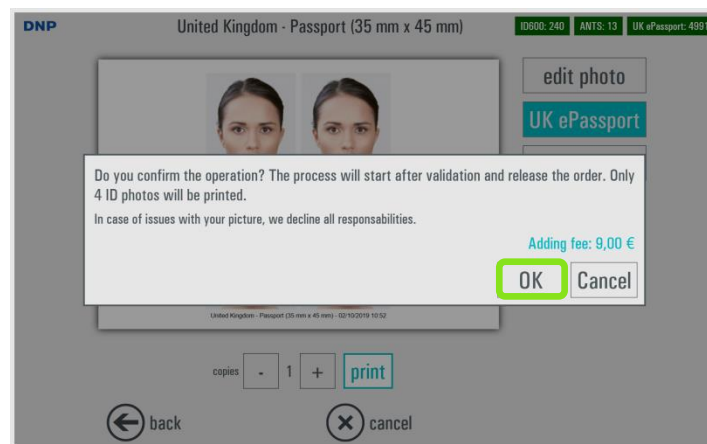 DNP
United Kingdom - Passport (35 mm x 45 mm)
ID600: 240
ANTS: 13
UK ePassport: 4991
edit photo
UK ePassport
Do you confirm the operation? The process will start after validation and release the order. Only
4 ID photos will be printed.
In case of issues with your picture, we decline all responsabilities.
Adding fee: 9,00 €
OK
Cancel
United Kingdom - Passport (35 mm x 45 mm) - 02/10/2019 10:52
copies
-
1
+
print
back
cancel